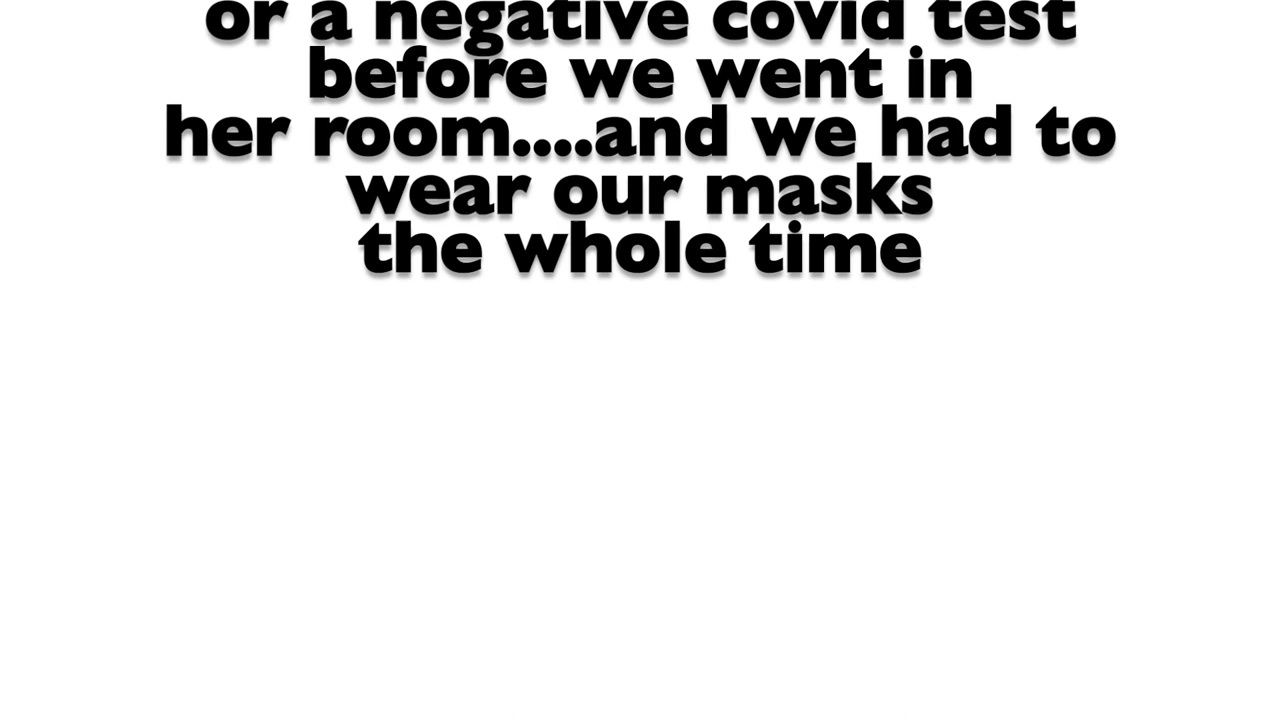 or a negative covid test
before we went in
her room....and we had to
wear our masks
the whole time